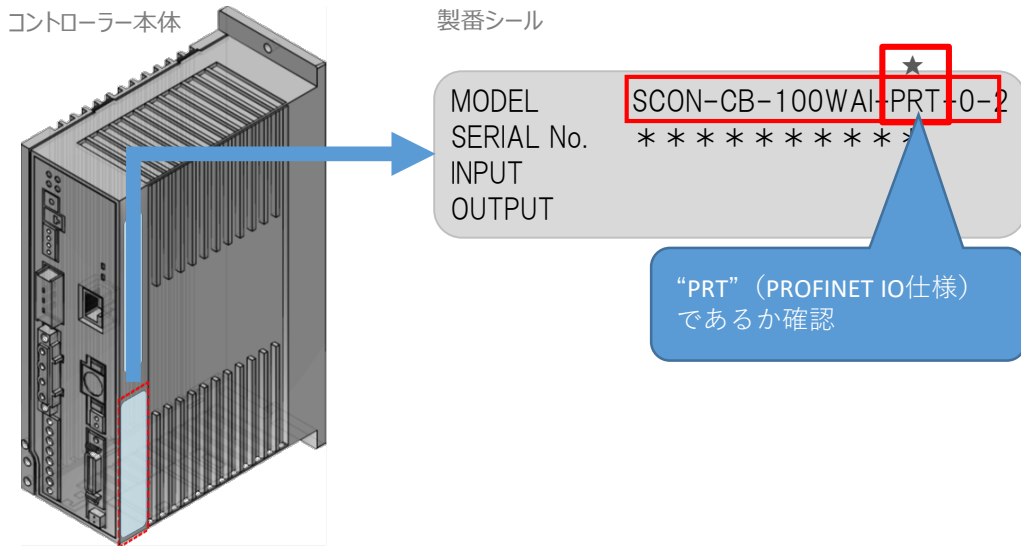 コントローラー本体
製番シール
★
MODEL SCON-CB-100WAI-PRT-0-2
SERIAL No. ＊＊＊＊＊＊＊＊＊＊
INPUT
OUTPUT
“PRT”（PROFINET IO仕様）
であるか確認